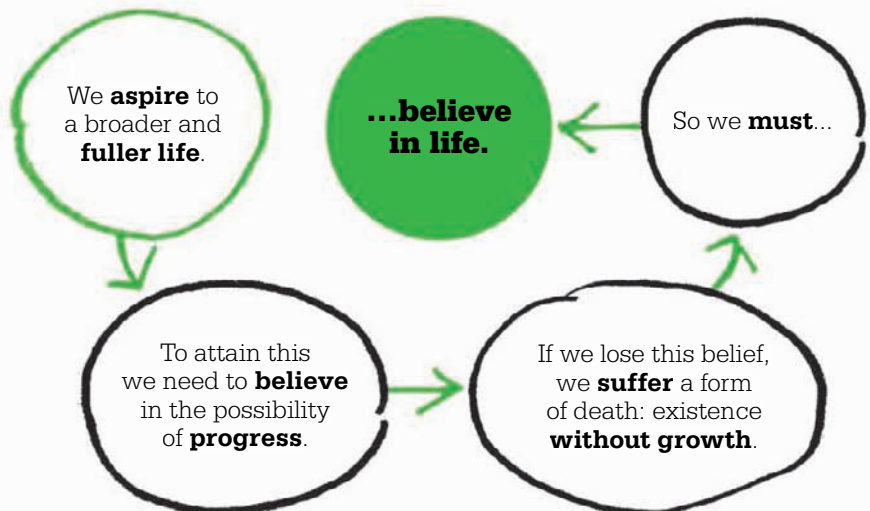 We aspire to
a broader and
fuller life.
To attain this
we need to believe
in the possibility
of progress.
If we lose this belief,
we suffer a form
of death: existence
without growth.
So we must...
...believe
in life.